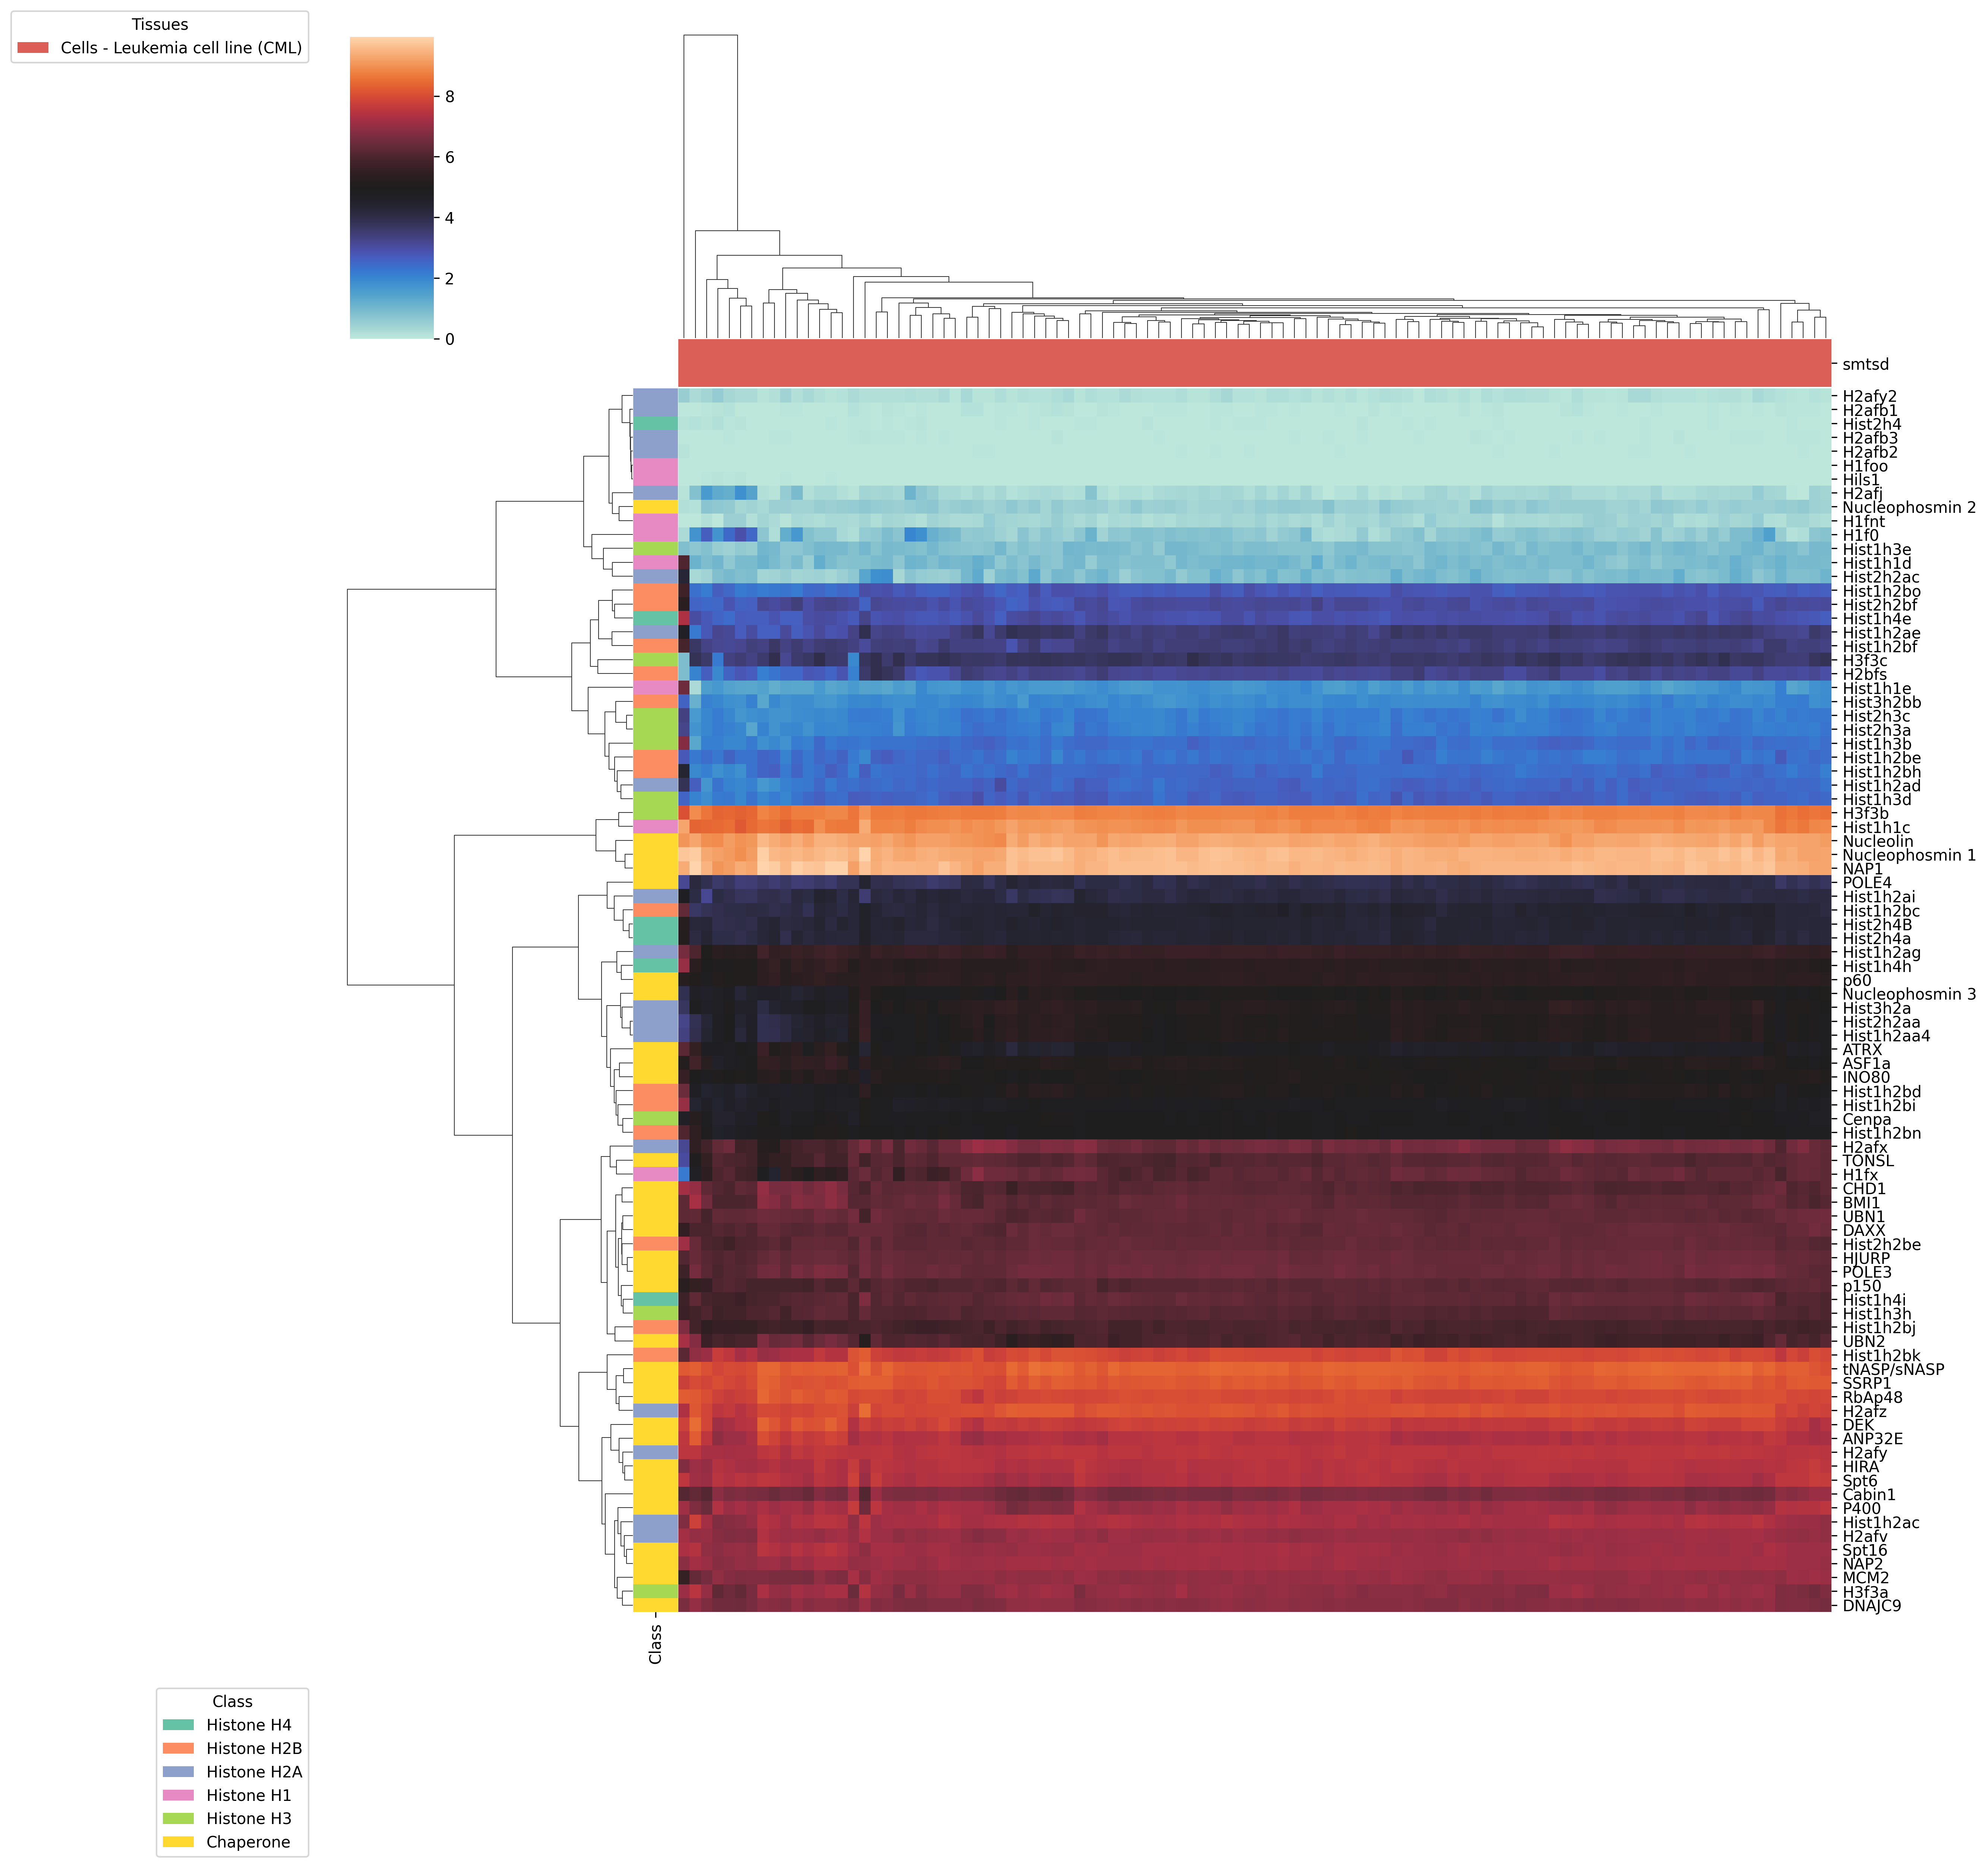 Tissues
Cells - Leukemia cell line (CML)
8
6
4
2
0
smtsd
H2afy2
H2afb1
Hist2h4
H2afb3
H2afb2
H1foo
Hils1
H2afj
Nucleophosmin 2
H1fnt
H1f0
Hist1h3e
Hist1h1d
Hist2h2ac
Hist1h2bo
Hist2h2bf
Hist1h4e
Hist1h2ae
Hist1h2bf
H3f3c
H2bfs
Hist1h1e
Hist3h2bb
Hist2h3c
Hist2h3a
Hist1h3b
Hist1h2be
Hist1h2bh
Hist1h2ad
Hist1h3d
H3f3b
Hist1h1c
Nucleolin
Nucleophosmin 1
NAP1
POLE4
Hist1h2ai
Hist1h2bc
Hist2h4B
Hist2h4a
Hist1h2ag
Hist1h4h
p60
Nucleophosmin 3
Hist3h2a
Hist2h2aa
Hist1h2aa4
ATRX
ASF1a
INO80
Hist1h2bd
Hist1h2bi
Cenpa
Hist1h2bn
H2afx
TONSL
H1fx
CHD1
BMI1
UBN1
DAXX
Hist2h2be
HJURP
POLE3
p150
Hist1h4i
Hist1h3h
Hist1h2bj
UBN2
Hist1h2bk
tNASP/sNASP
SSRP1
RbAp48
H2afz
DEK
ANP32E
H2afy
HIRA
Spt6
Cabin1
P400
Hist1h2ac
H2afv
Spt16
NAP2
MCM2
H3f3a
DNAJC9
Class
Class
Histone H4
Histone H2B
Histone H2A
Histone H1
Histone H3
Chaperone